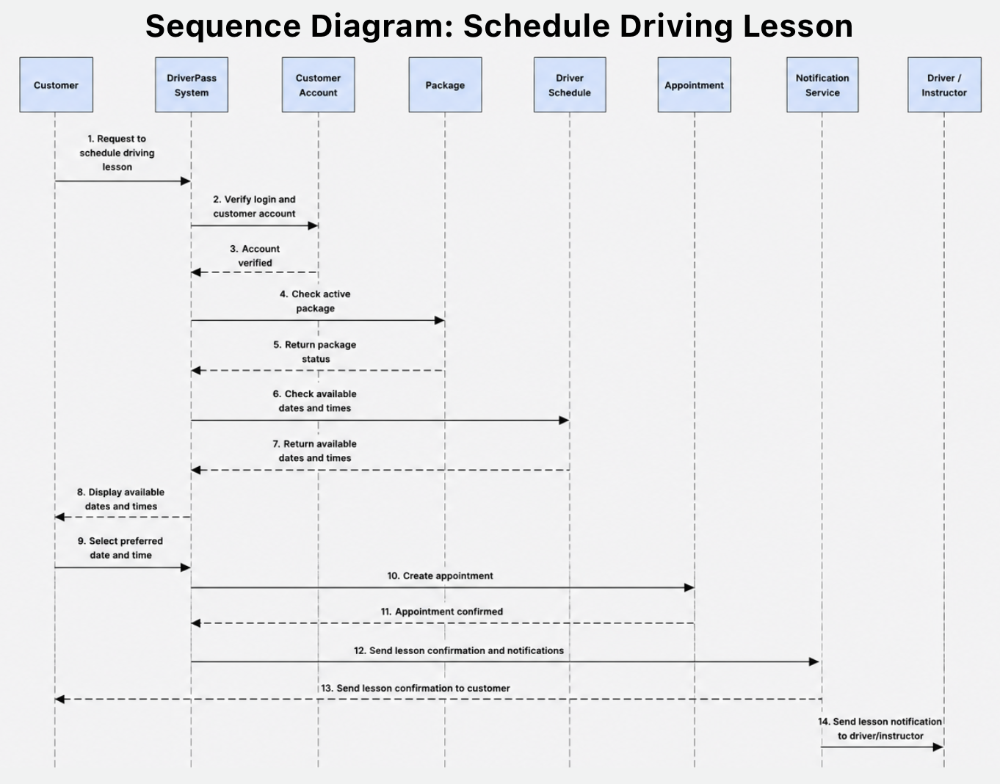 Sequence Diagram: Schedule Driving Lesson
Customer
DriverPass
System
Customer
Account
Package
Driver
Schedule
Appointment
Notification
Service
Driver /
Instructor
1. Request to
schedule driving
lesson
2. Verify login and
customer account
3. Account
verified
4. Check active
package
5. Return package
status
6. Check available
dates and times
7. Return available
dates and times
8. Display available
dates and times
9. Select preferred
date and time
10. Create appointment
11. Appointment confirmed
12. Send lesson confirmation and notifications
13. Send lesson confirmation to customer
14. Send lesson notification
to driver/instructor